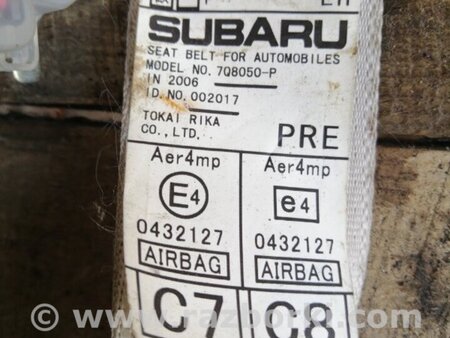 SUBARU
SEAT BELT FOR AUTOMOBILES
MODEL NO. 7Q8050-P
IN 2006
ID.NO.002017
TOKAI RIKA
CO., LTD.
PRE
Aer4mp
E4
0432127
AIRBAG
Aer4mp
e4
0432127
AIRBAG
C7
C8